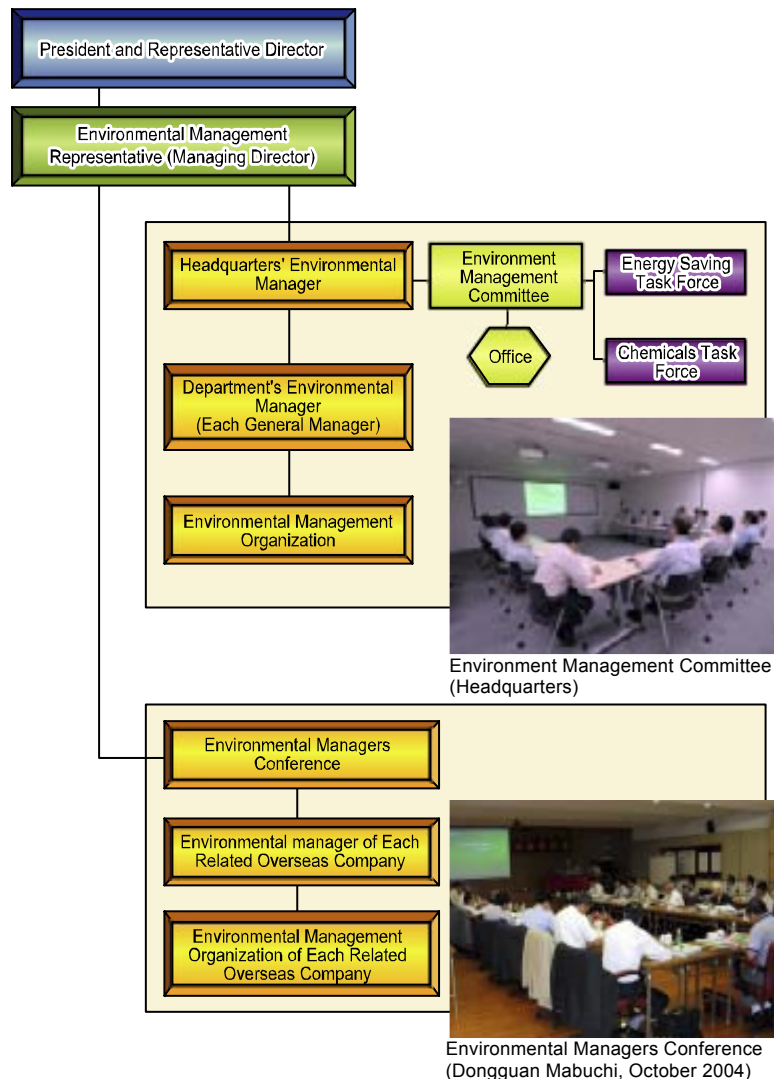 President and Representative Director
Environmental Management
Representative (Managing Director)
Headquarters' Environmental
Manager
Environment
Management
Committee
Energy Saving
Task Force
Office
Chemicals Task
Force
Department's Environmental
Manager
(Each General Manager)
Environmental Management
Organization
Environment Management Committee
(Headquarters)
Environmental Managers
Conference
Environmental manager of Each
Related Overseas Company
Environmental Management
Organization of Each Related
Overseas Company
Environmental Managers Conference
(Dongguan Mabuchi, October 2004)